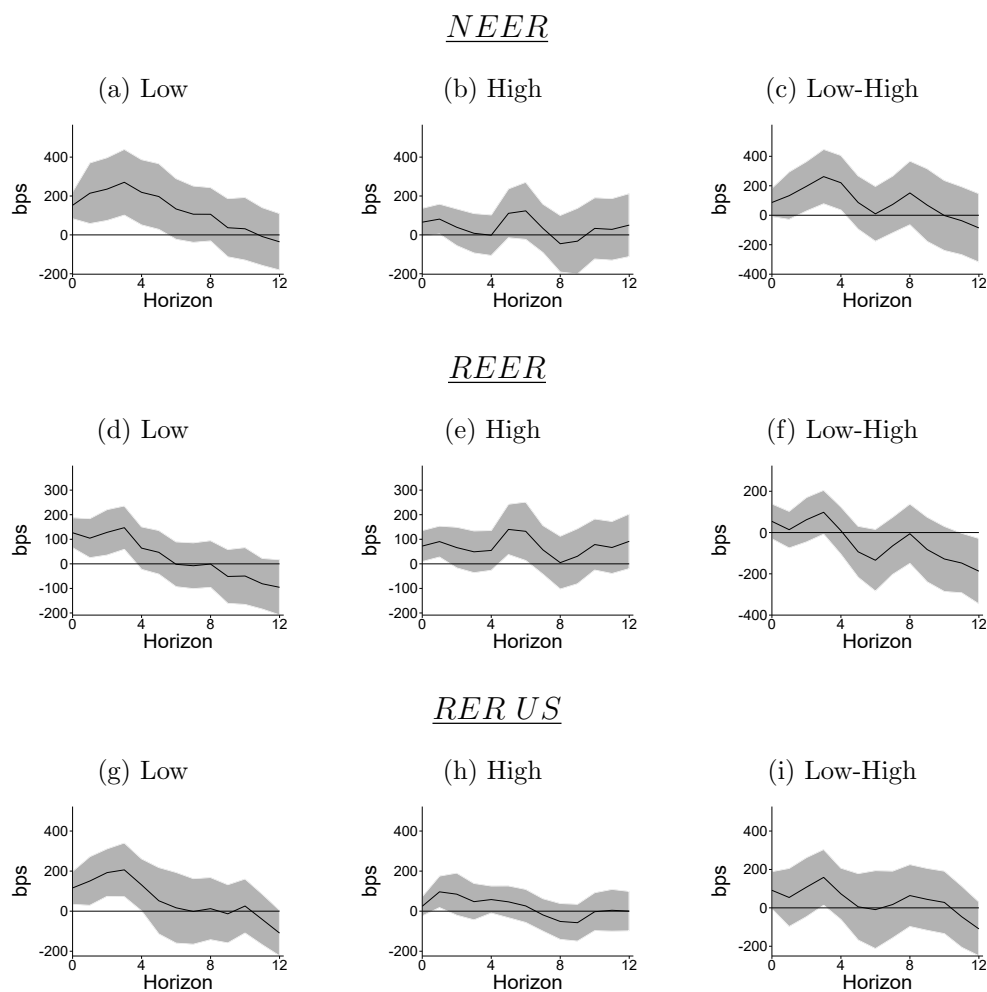 NEER
(a) Low
(b) High
(c) Low-High
bps
400
200
0
-200
0
4
8
12
Horizon
bps
400
200
0
-200
0
4
8
12
Horizon
bps
400
200
0
-200
-400
0
4
8
12
Horizon
REER
(d) Low
(e) High
(f) Low-High
bps
300
200
100
0
-100
-200
0
4
8
12
Horizon
bps
300
200
100
0
-100
-200
0
4
8
12
Horizon
bps
200
0
-200
-400
0
4
8
12
Horizon
RER US
(g) Low
(h) High
(i) Low-High
bps
400
200
0
-200
0
4
8
12
Horizon
bps
400
200
0
-200
0
4
8
12
Horizon
bps
400
200
0
-200
0
4
8
12
Horizon